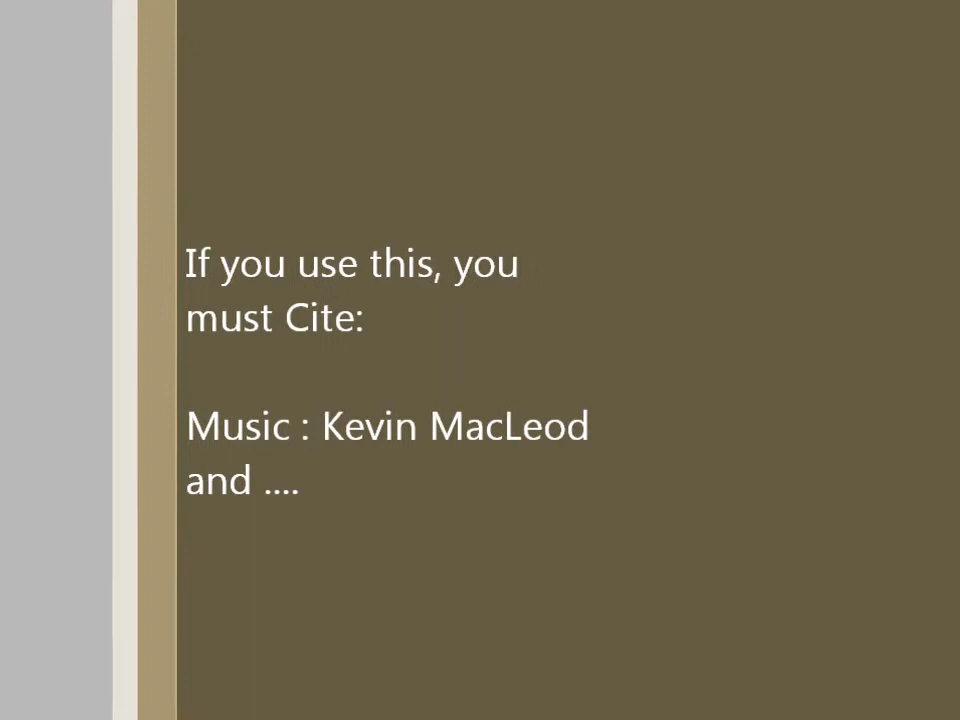 If you use this, you
must Cite:
Music : Kevin MacLeod
and ....